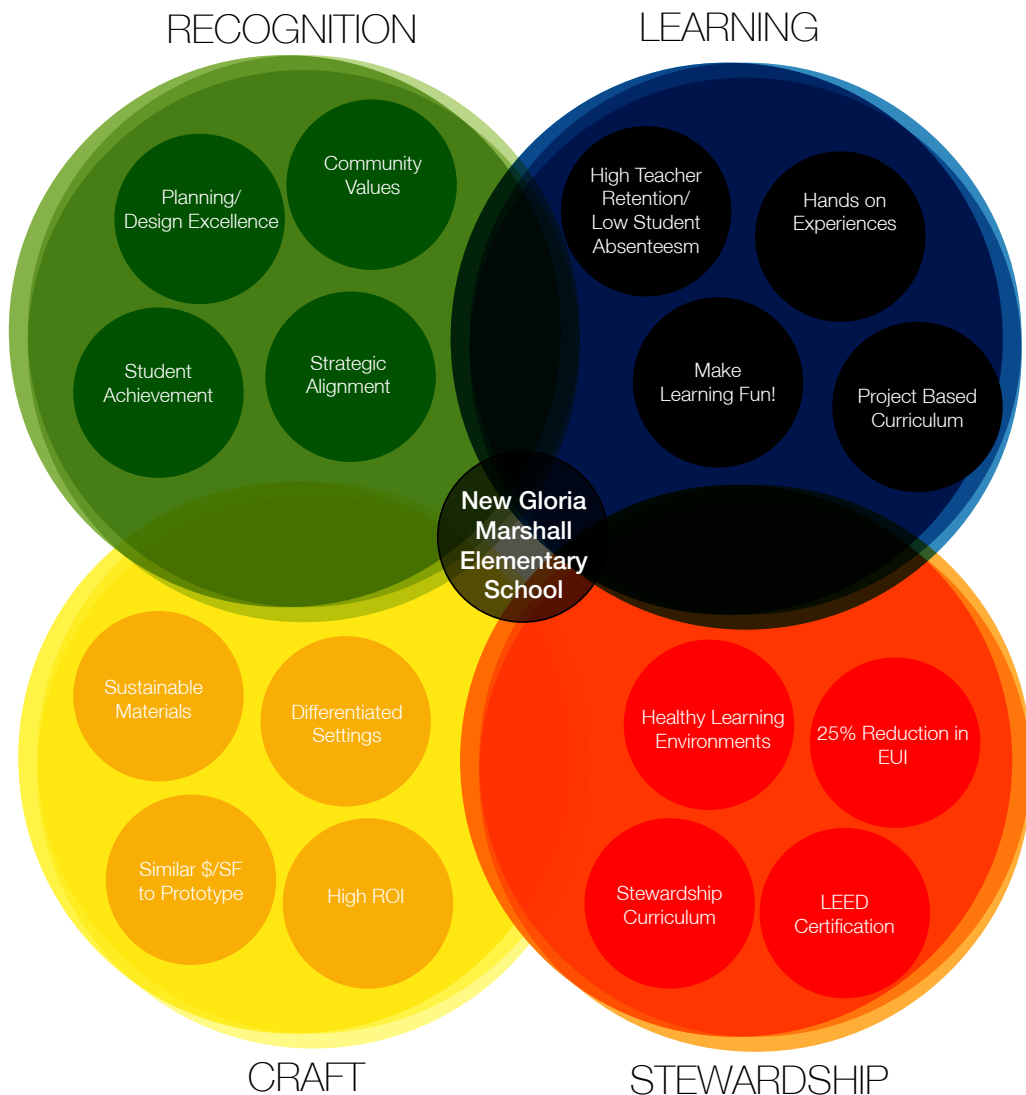 RECOGNITION
LEARNING
Planning/
Design Excellence
Community
Values
Student
Achievement
Strategic
Alignment
High Teacher
Retention/
Low Student
Absenteesm
Hands on
Experiences
Make
Learning Fun!
Project Based
Curriculum
New Gloria
Marshall
Elementary
School
Sustainable
Materials
Differentiated
Settings
Similar $/SF
to Prototype
High ROI
Healthy Learning
Environments
25% Reduction in
EUI
Stewardship
Curriculum
LEED
Certification
CRAFT
STEWARDSHIP